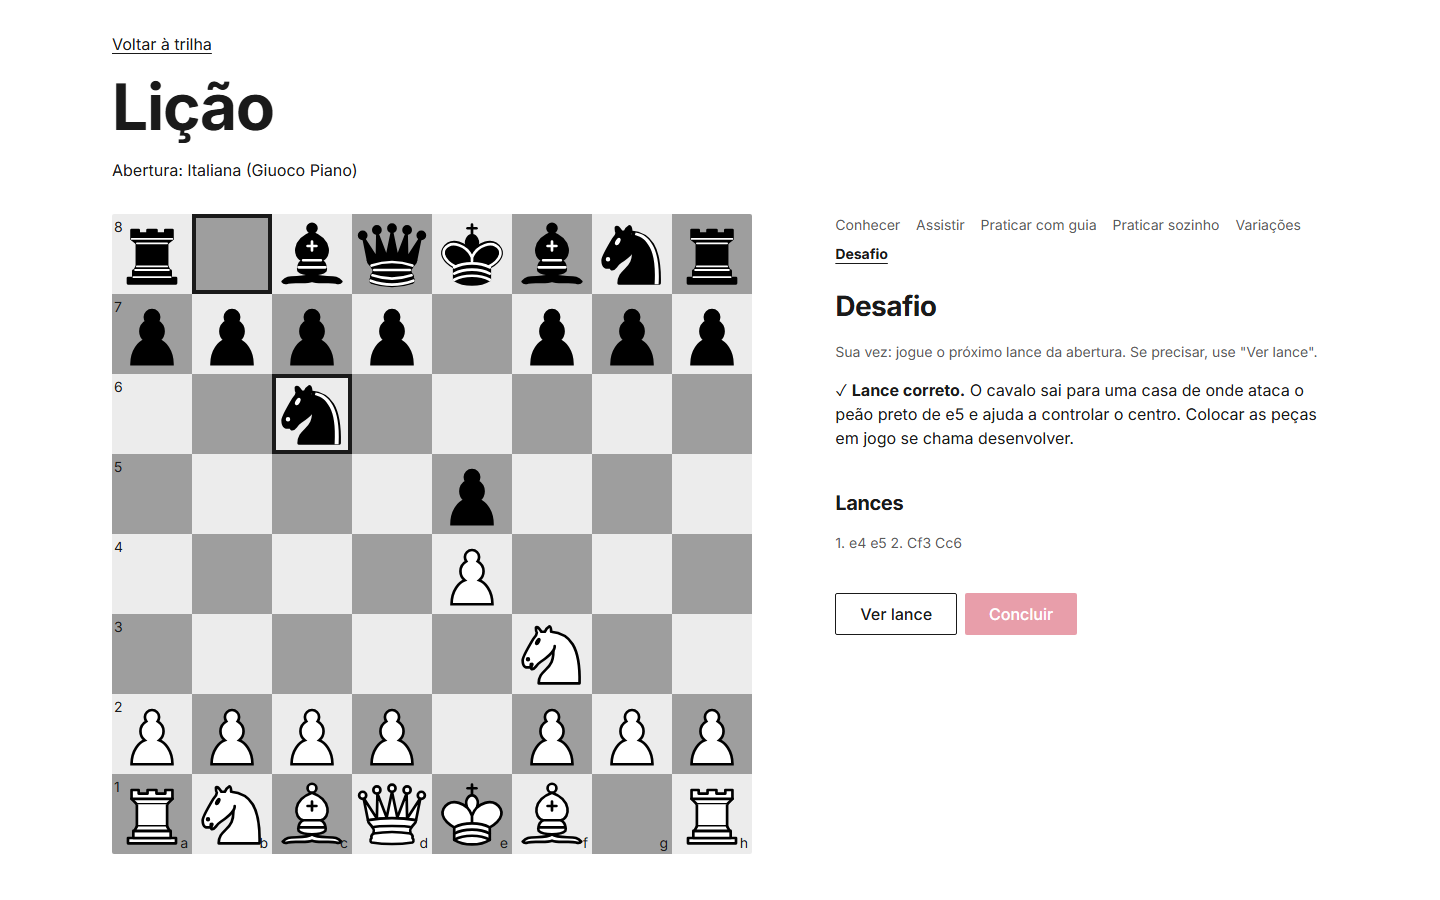 Voltar à trilha
Lição
Abertura: Italiana (Giuoco Piano)
8
7
6
5
4
3
2
1
a b c d e f g h
Conhecer Assistir Praticar com guia Praticar sozinho Variações
Desafio
Desafio
Sua vez: jogue o próximo lance da abertura. Se precisar, use "Ver lance".
✓ Lance correto. O cavalo sai para uma casa de onde ataca o
peão preto de e5 e ajuda a controlar o centro. Colocar as peças
em jogo se chama desenvolver.
Lances
1. e4 e5 2. Cf3 Cc6
Ver lance Concluir